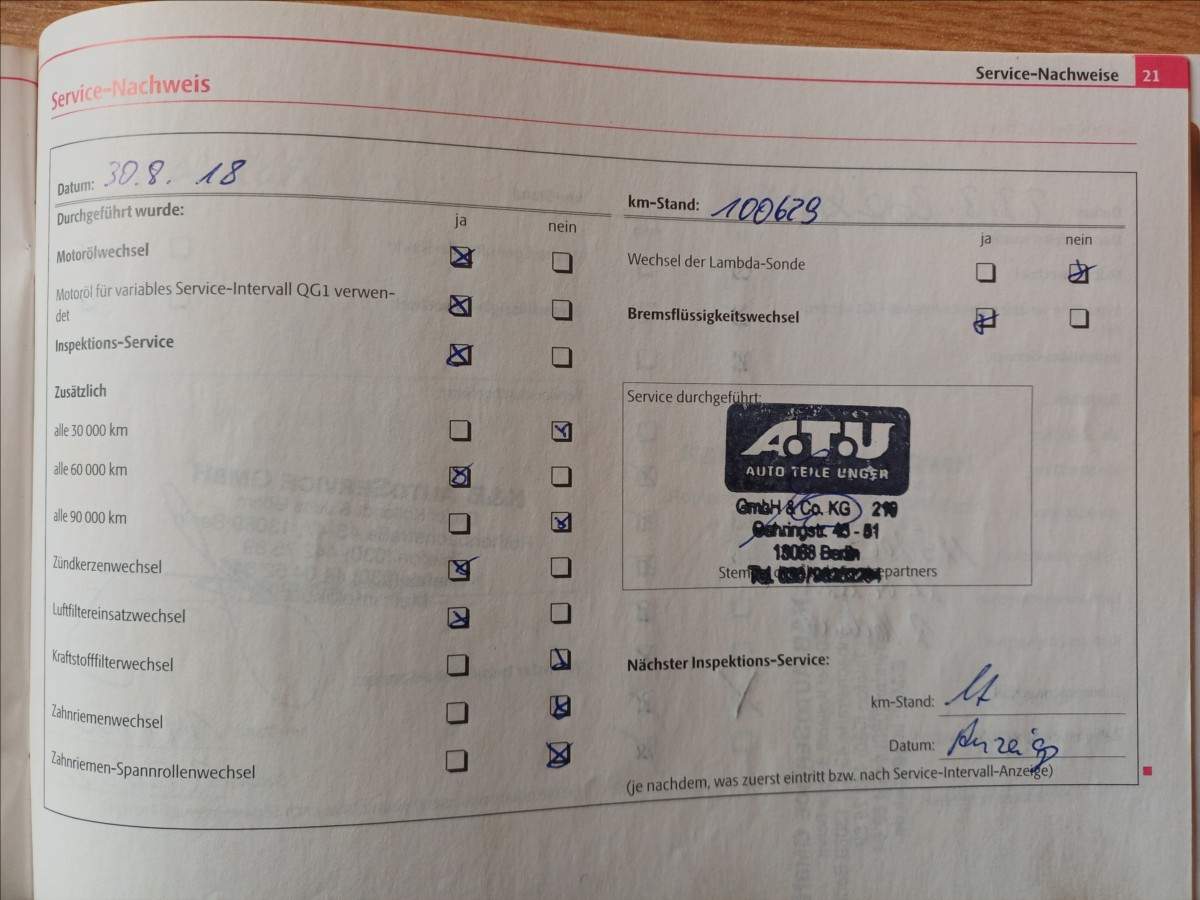 Service-Nachweise 21
Service-Nachweis
Datum: 30.8. 18
km-Stand: 100629
Durchgeführt wurde:
ja nein
Motorölwechsel
Motoröl für variables Service-Intervall QG1 verwen-
det
Inspektions-Service
Zusätzlich
alle 30 000 km
alle 60 000 km
alle 90 000 km
Zündkerzenwechsel
Luftfiltereinsatzwechsel
Kraftstofffilterwechsel
Zahnriemenwechsel
Zahnriemen-Spannrollenwechsel
ja nein
Wechsel der Lambda-Sonde
Bremsflüssigkeitswechsel
Service durchgeführt:
A.T.U
AUTO TEILE UNGER
GmbH & Co. KG
Berlin
Tel.
Nächster Inspektions-Service:
km-Stand: lt
Datum: Anzeige
(je nachdem, was zuerst eintritt bzw. nach Service-Intervall-Anzeige)